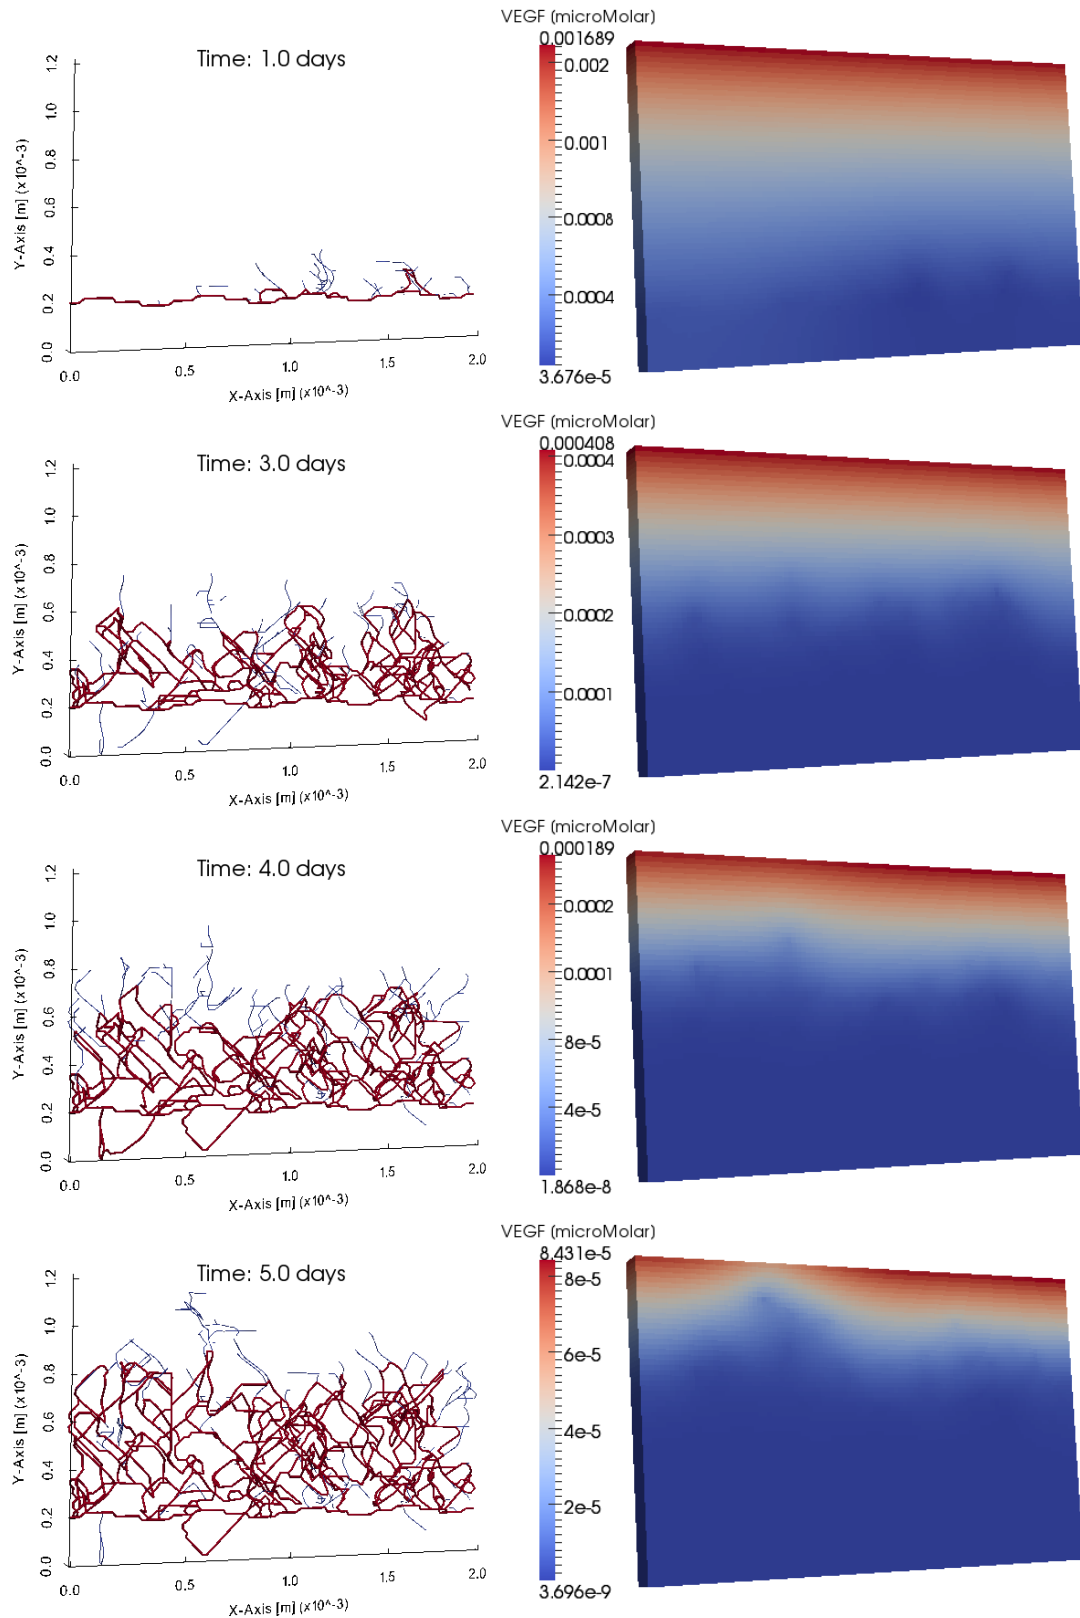 VEGF (microMolar)
0.001689
Time: 1.0 days
0.002
1.2
1.0
0.001
0.8
Y-Axis [m] (x10^-3)
0.6
0.0008
0.4
0.2
0.0004
0.0
0.0
0.5
1.0
1.5
2.0
3.676e-5
X-Axis [m] (x10^-3)
VEGF (microMolar)
0.000408
Time: 3.0 days
0.0004
1.2
1.0
0.0003
0.8
Y-Axis [m] (x10^-3)
0.6
0.0002
0.4
0.2
0.0001
0.0
0.0
0.5
1.0
1.5
2.0
2.142e-7
X-Axis [m] (x10^-3)
VEGF (microMolar)
0.000189
Time: 4.0 days
1.2
0.0002
1.0
0.8
0.0001
Y-Axis [m] (x10^-3)
0.6
8e-5
0.4
0.2
4e-5
0.0
0.0
0.5
1.0
1.5
2.0
1.868e-8
X-Axis [m] (x10^-3)
VEGF (microMolar)
8.431e-5
Time: 5.0 days
8e-5
1.2
1.0
6e-5
0.8
Y-Axis [m] (x10^-3)
0.6
4e-5
0.4
0.2
2e-5
0.0
0.0
0.5
1.0
1.5
2.0
3.696e-9
X-Axis [m] (x10^-3)